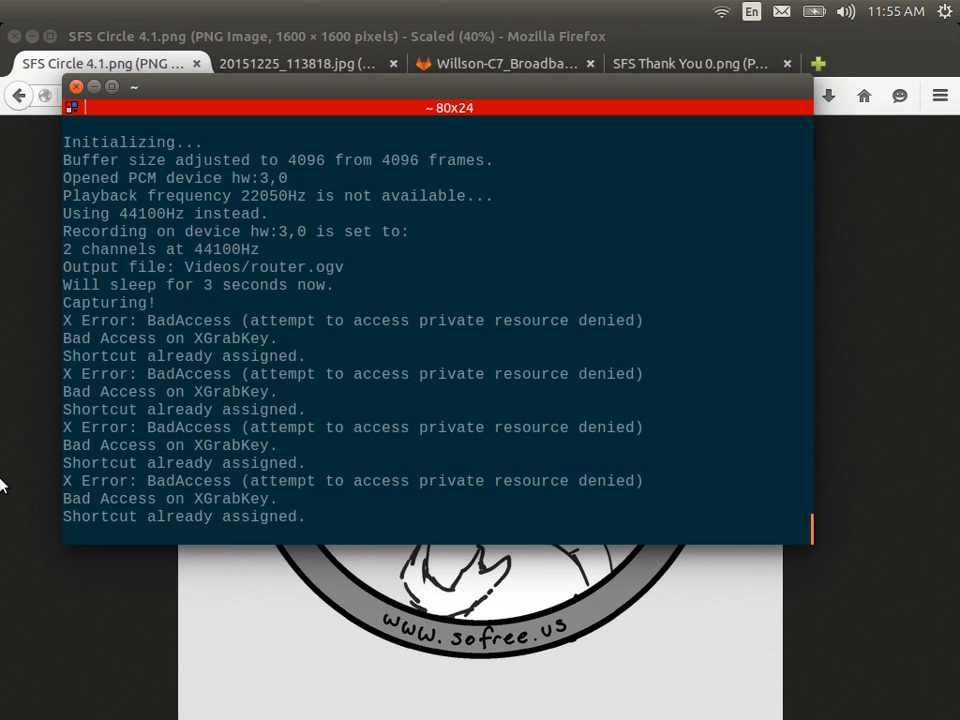 En
11:55 AM
SFS Circle 4.1.png (PNG Image, 1600 × 1600 pixels) - Scaled (40%) - Mozilla Firefox
SFS Circle 4.1.png (PNG ... × 20151225_113818.jpg (... × Willson-C7_Broadba... × SFS Thank You 0.png (P... ×
~
~ 80x24
Initializing...
Buffer size adjusted to 4096 from 4096 frames.
Opened PCM device hw:3,0
Playback frequency 22050Hz is not available...
Using 44100Hz instead.
Recording on device hw:3,0 is set to:
2 channels at 44100Hz
Output file: Videos/router.ogv
Will sleep for 3 seconds now.
Capturing!
X Error: BadAccess (attempt to access private resource denied)
Bad Access on XGrabKey.
Shortcut already assigned.
X Error: BadAccess (attempt to access private resource denied)
Bad Access on XGrabKey.
Shortcut already assigned.
X Error: BadAccess (attempt to access private resource denied)
Bad Access on XGrabKey.
Shortcut already assigned.
X Error: BadAccess (attempt to access private resource denied)
Bad Access on XGrabKey.
Shortcut already assigned.
www.sofree.us